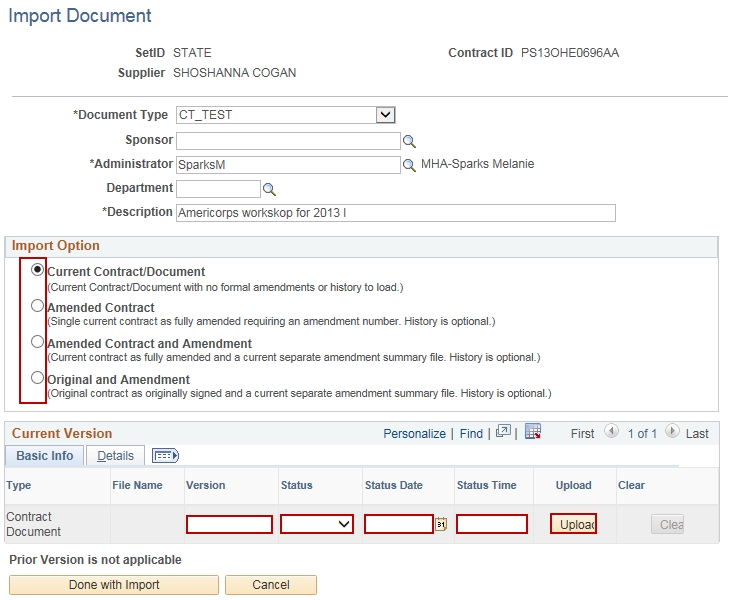 Import Document
SetID STATE Contract ID PS13OHE0696AA
Supplier SHOSHANNA COGAN
*Document Type CT_TEST
Sponsor
*Administrator SparksM MHA-Sparks Melanie
Department
*Description Americorps workskop for 2013 I
Import Option
Current Contract/Document
(Current Contract/Document with no formal amendments or history to load.)
Amended Contract
(Single current contract as fully amended requiring an amendment number. History is optional.)
Amended Contract and Amendment
(Current contract as fully amended and a current separate amendment summary file. History is optional.)
Original and Amendment
(Original contract as originally signed and a current separate amendment summary file. History is optional.)
Current Version Personalize | Find | | First 1 of 1 Last
Basic Info Details
Type File Name Version Status Status Date Status Time Upload Clear
Contract
Document 31 Upload Clea
Prior Version is not applicable
Done with Import Cancel